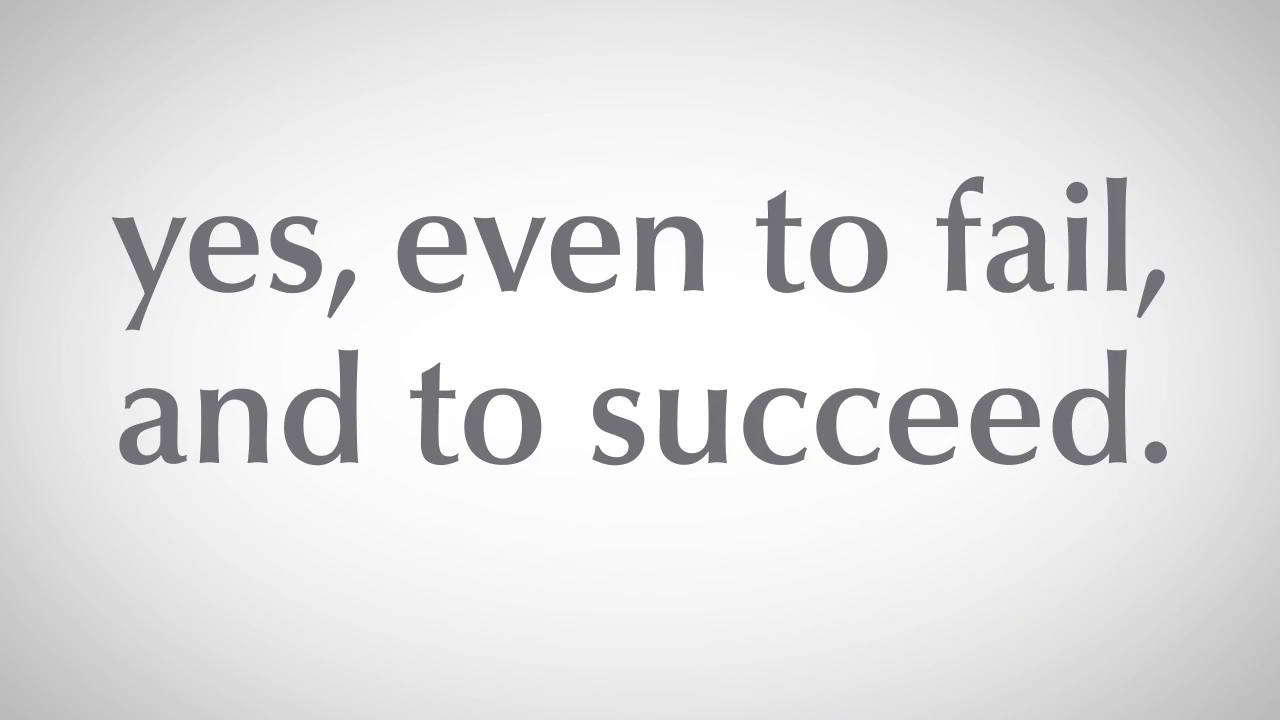 yes, even to fail,
and to succeed.